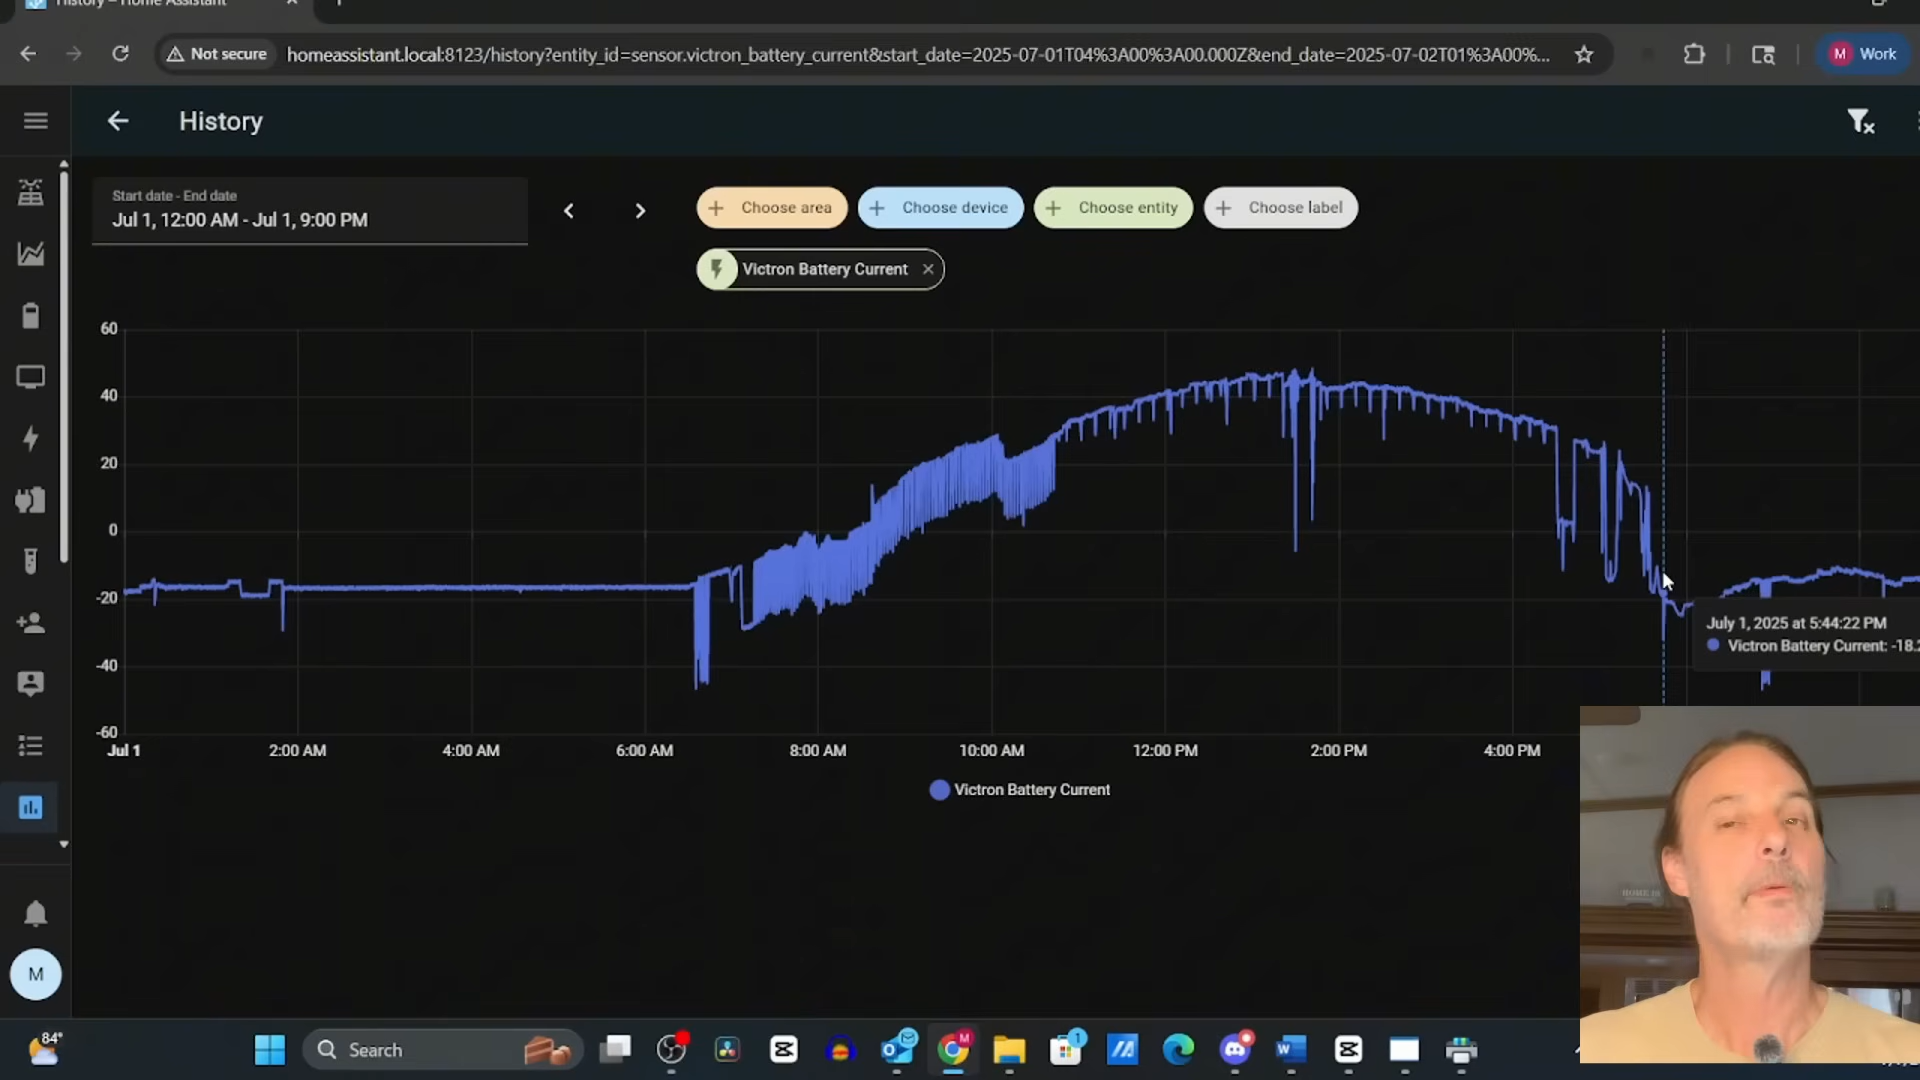 History – Home Assistant
Not secure
homeassistant.local:8123/history?entity_id=sensor.victron_battery_current&start_date=2025-07-01T04%3A00%3A00.000Z&end_date=2025-07-02T01%3A00%...
M Work
History
Start date - End date
Jul 1, 12:00 AM - Jul 1, 9:00 PM
+ Choose area
+ Choose device
+ Choose entity
+ Choose label
Victron Battery Current
60
40
20
0
-20
-40
-60
July 1, 2025 at 5:44:22 PM
Victron Battery Current: -18.2
Jul 1
2:00 AM
4:00 AM
6:00 AM
8:00 AM
10:00 AM
12:00 PM
2:00 PM
4:00 PM
Victron Battery Current
M
84°
Search